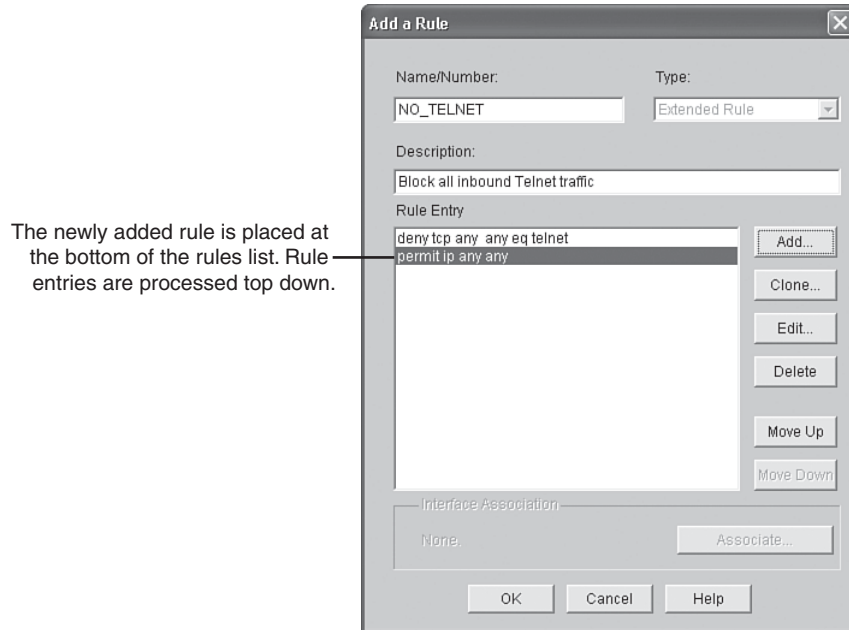 Add a Rule
Name/Number:
Type:
NO_TELNET
Extended Rule
Description:
Block all inbound Telnet traffic
Rule Entry
deny tcp any any eq telnet
permit ip any any
The newly added rule is placed at
the bottom of the rules list. Rule
entries are processed top down.
Add...
Clone...
Edit...
Delete
Move Up
Move Down
Interface Association
None.
Associate...
OK
Cancel
Help